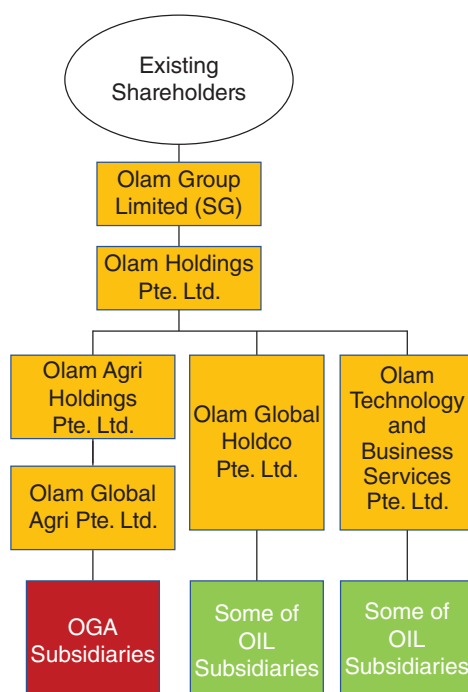 Existing
Shareholders
Olam Group
Limited (SG)
Olam Holdings
Pte. Ltd.
Olam Agri
Holdings
Pte. Ltd.
Olam Global
Agri Pte. Ltd.
OGA
Subsidiaries
Olam Global
Holdco
Pte. Ltd.
Some of
OIL
Subsidiaries
Olam
Technology
and
Business
Services
Pte. Ltd.
Some of
OIL
Subsidiaries